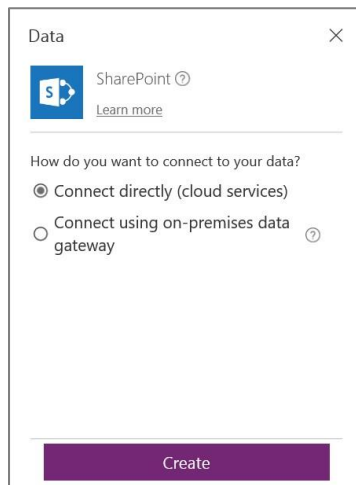 Data
SharePoint
Learn more
How do you want to connect to your data?
Connect directly (cloud services)
Connect using on-premises data
gateway
Create